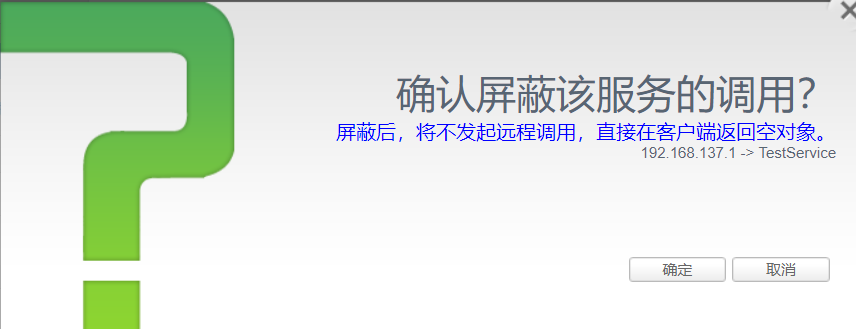 确认屏蔽该服务的调用？
屏蔽后，将不发起远程调用，直接在客户端返回空对象。
192.168.137.1 -> TestService
确定 取消